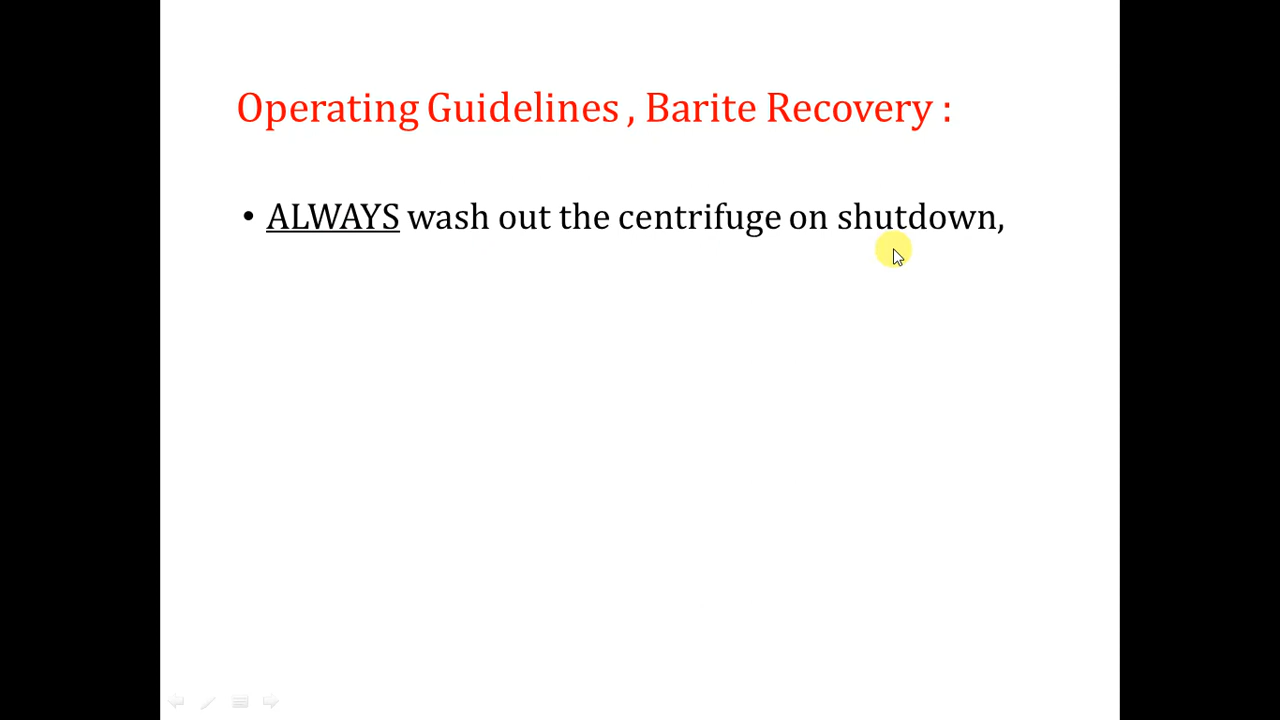 Operating Guidelines , Barite Recovery :
• ALWAYS wash out the centrifuge on shutdown,